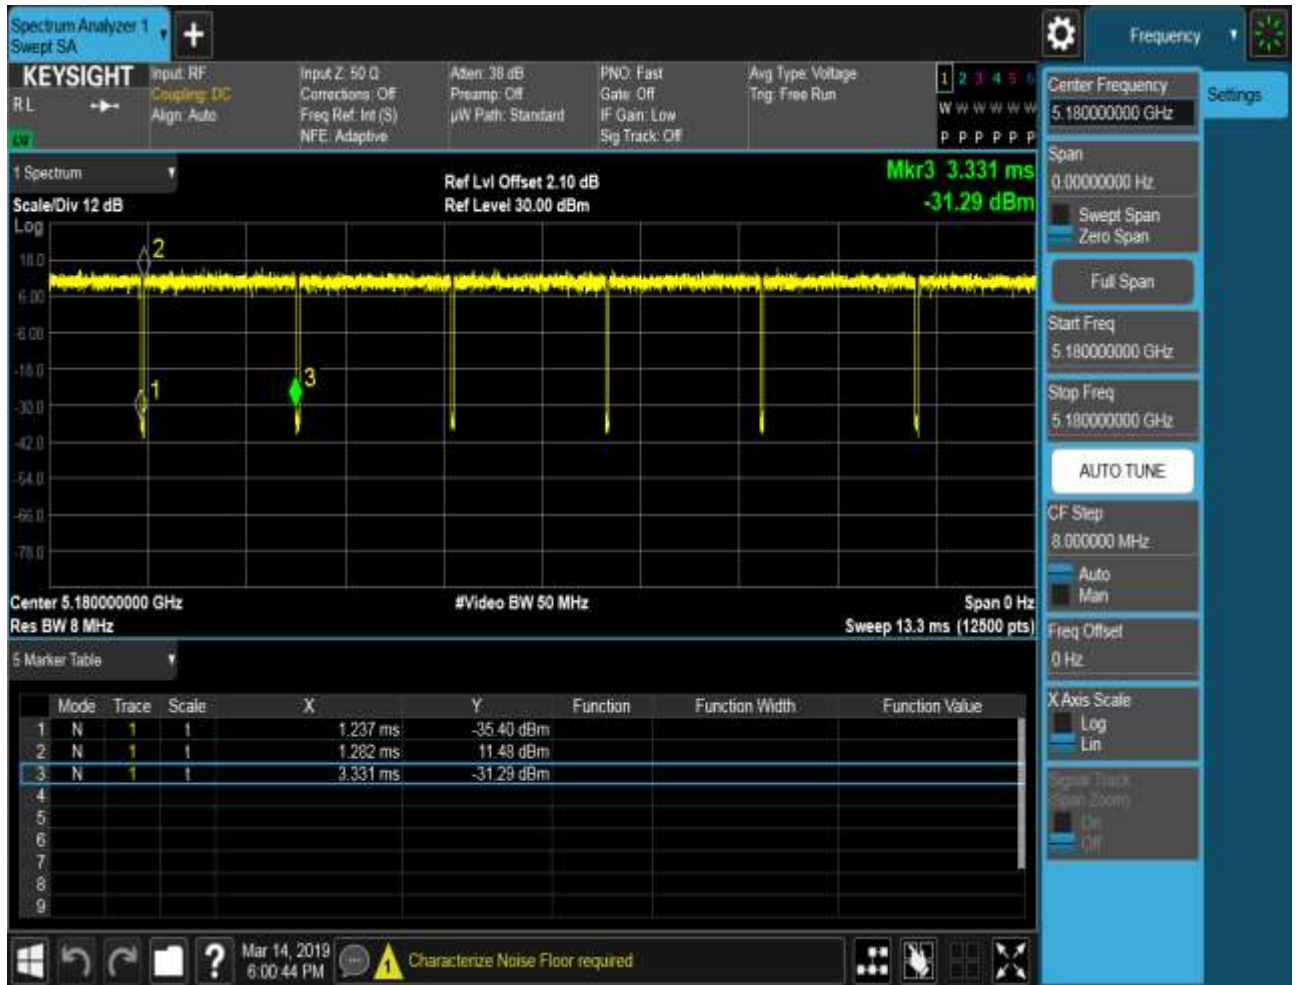 Spectrum Analyzer 1
Swept SA
+
Frequency
KEYSIGHT
RL
Input: RF
Coupling: DC
Align: Auto
Input Z: 50 Ω
Corrections: Off
Freq Ref: Int (S)
NFE: Adaptive
Atten: 38 dB
Preamp: Off
µW Path: Standard
PNO: Fast
Gate: Off
IF Gain: Low
Sig Track: Off
Avg Type: Voltage
Trig: Free Run
1 2 3 4 5 6
W W W W W W
P P P P P P
Settings
1 Spectrum
Scale/Div 12 dB
Ref Lvl Offset 2.10 dB
Ref Level 30.00 dBm
Mkr3 3.331 ms
-31.29 dBm
Log
18.0
6.00
-6.00
-18.0
-30.0
-42.0
-54.0
-66.0
-78.0
2
1
3
Center 5.180000000 GHz
Res BW 8 MHz
#Video BW 50 MHz
Span 0 Hz
Sweep 13.3 ms (12500 pts)
5 Marker Table
Mode Trace Scale X Y Function Function Width Function Value
1 N 1 t 1.237 ms -35.40 dBm
2 N 1 t 1.282 ms 11.48 dBm
3 N 1 t 3.331 ms -31.29 dBm
4
5
6
7
8
9
Center Frequency
5.180000000 GHz
Span
0.00000000 Hz
Swept Span
Zero Span
Full Span
Start Freq
5.180000000 GHz
Stop Freq
5.180000000 GHz
AUTO TUNE
CF Step
8.000000 MHz
Auto
Man
Freq Offset
0 Hz
X Axis Scale
Log
Lin
Signal Track
(Span Zoom)
On
Off
?
Mar 14, 2019
6:00:44 PM
1
Characterize Noise Floor required